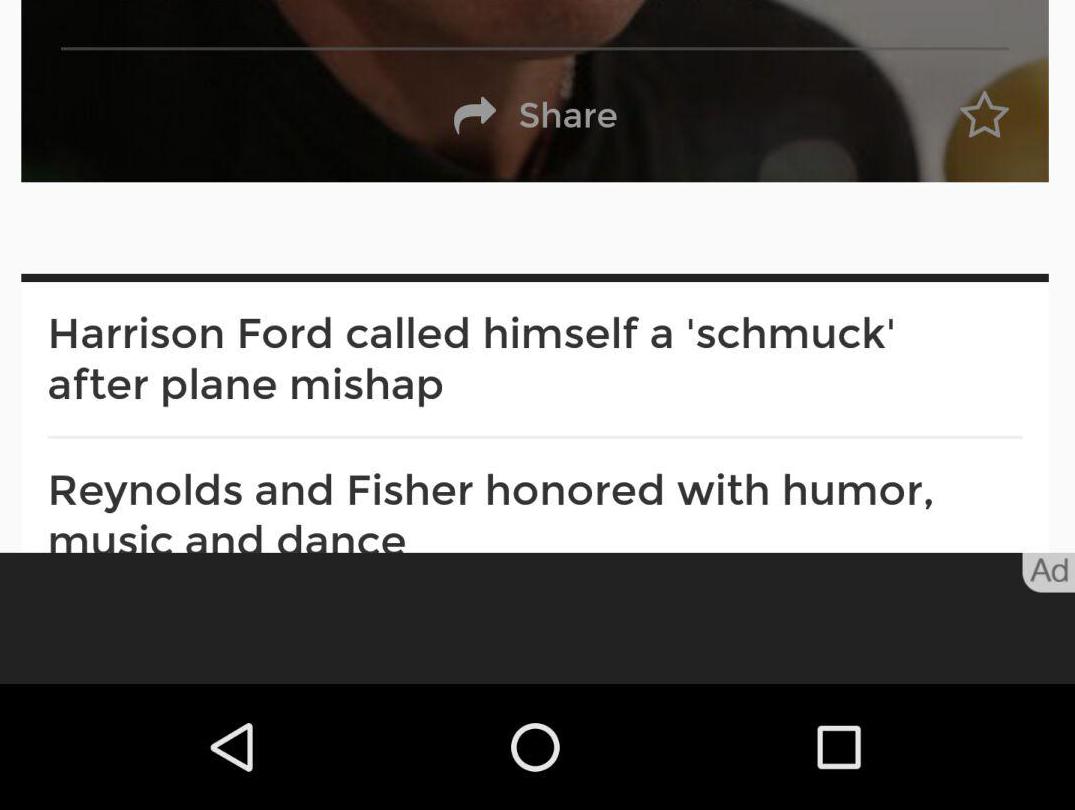 Share
Harrison Ford called himself a 'schmuck'
after plane mishap
Reynolds and Fisher honored with humor,
music and dance
Ad